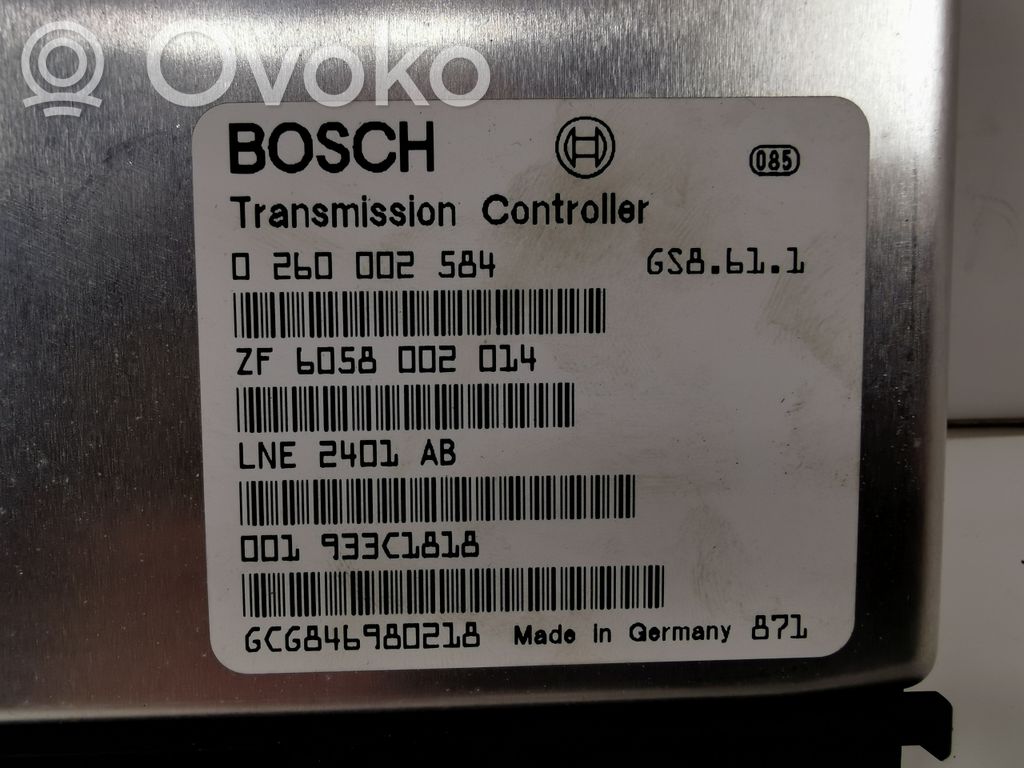 Ovoko
BOSCH 085
Transmission Controller
0 260 002 584 GS8.61.1
ZF 6058 002 014
LNE 2401 AB
001 933C1818
GCG846980218 Made in Germany 871